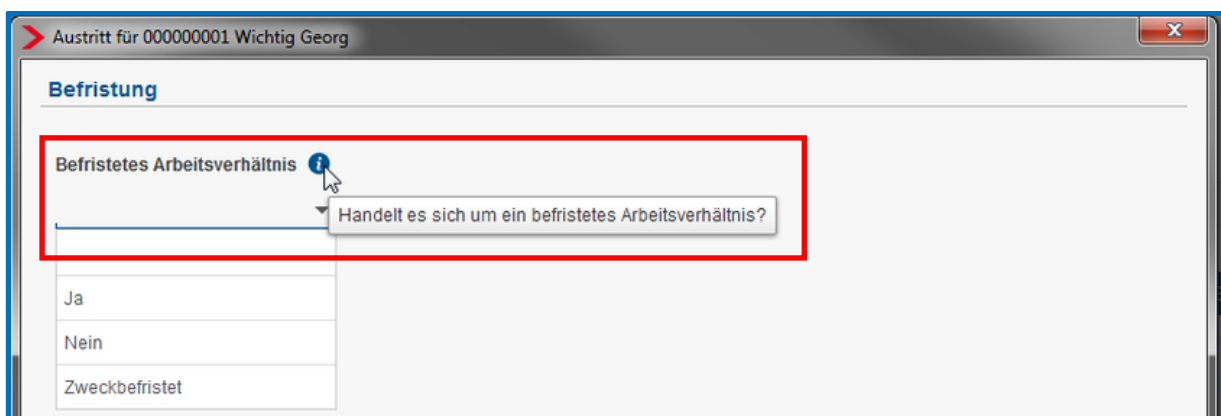 Austritt für 000000001 Wichtig Georg
Befristung
Befristetes Arbeitsverhältnis
Handelt es sich um ein befristetes Arbeitsverhältnis?
Ja
Nein
Zweckbefristet